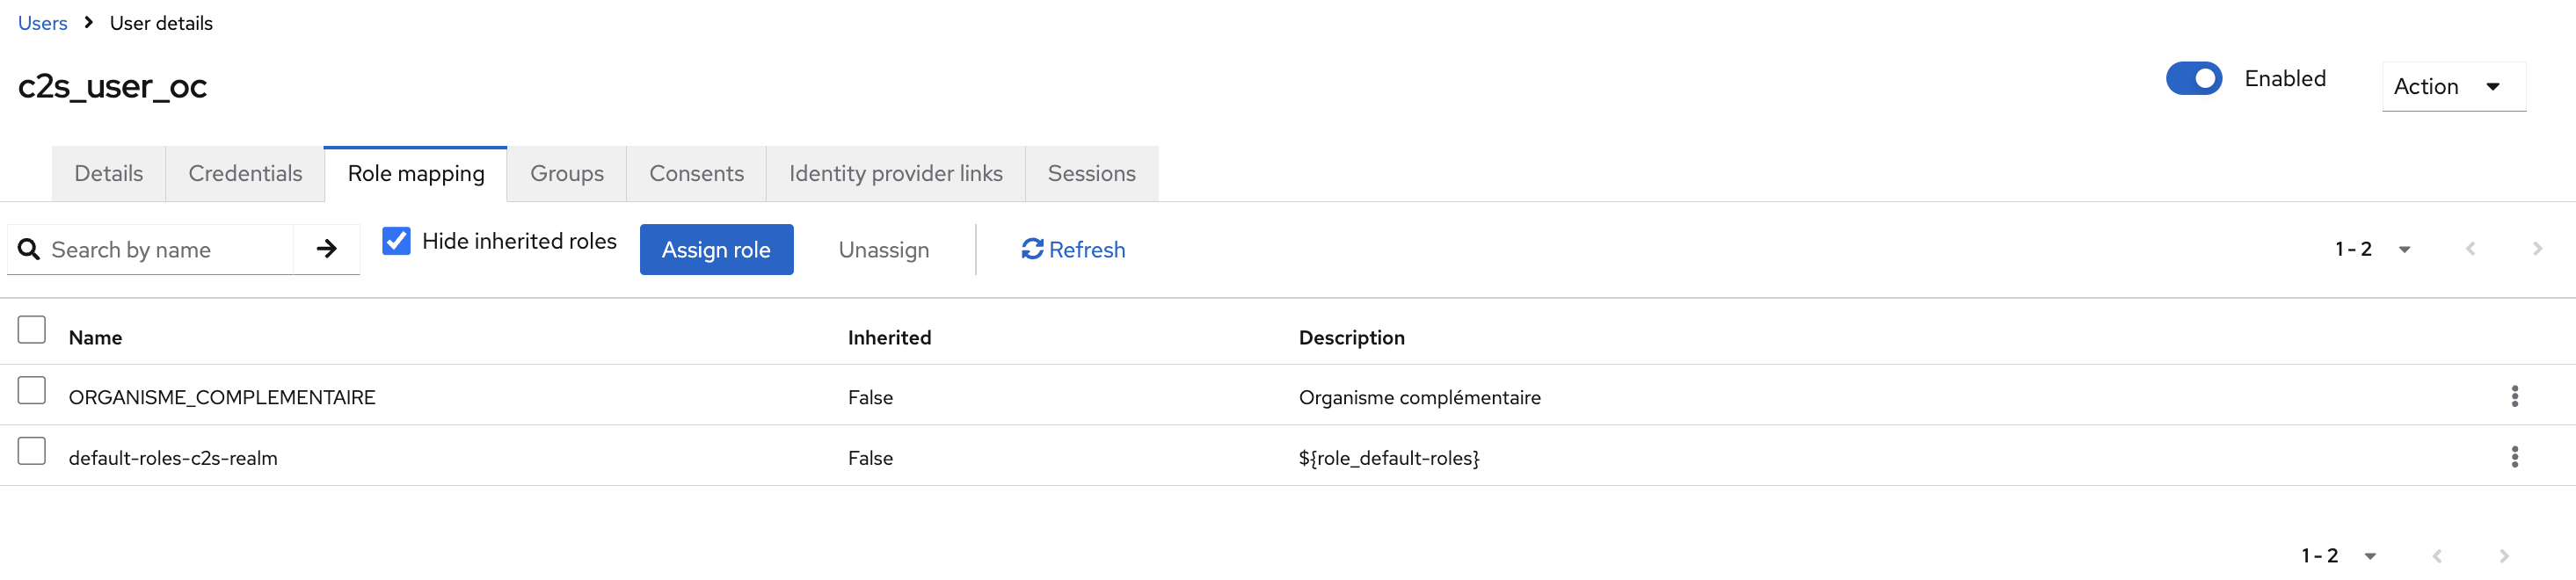 Users > User details
c2s_user_oc
Enabled
Action
Details Credentials Role mapping Groups Consents Identity provider links Sessions
Search by name Hide inherited roles Assign role Unassign Refresh 1 - 2
Name Inherited Description
ORGANISME_COMPLEMENTAIRE False Organisme complémentaire
default-roles-c2s-realm False ${role_default-roles}
1 - 2